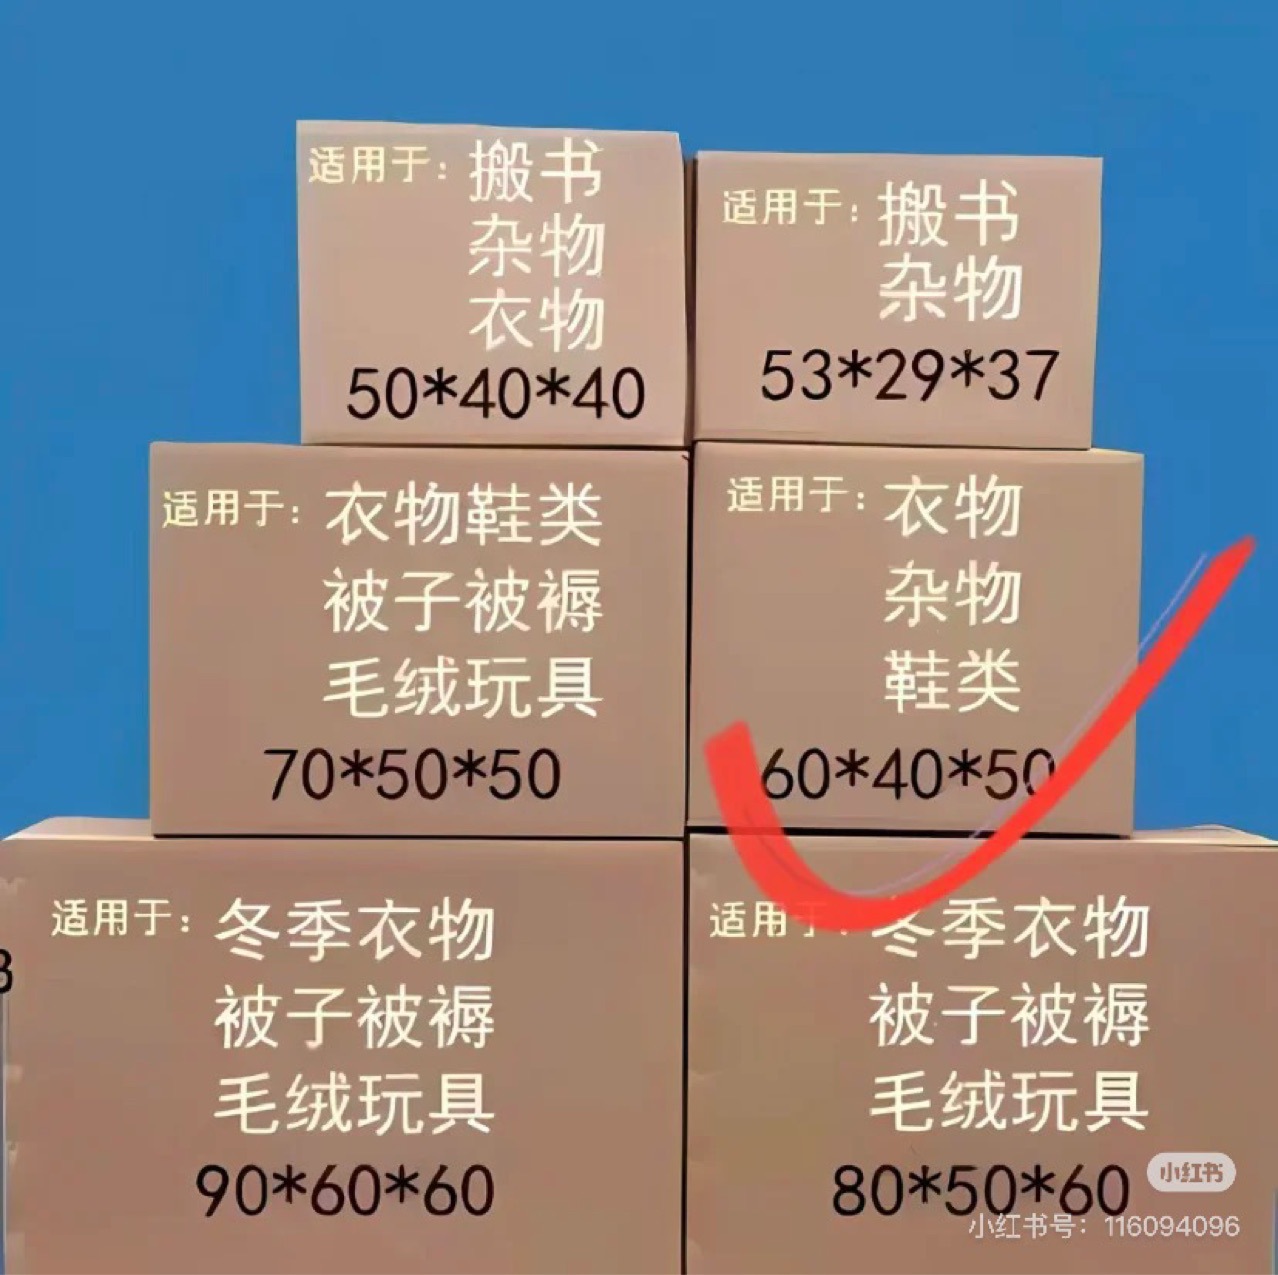 适用于：搬书
杂物
衣物
50*40*40
适用于：搬书
杂物
53*29*37
适用于：衣物鞋类
被子被褥
毛绒玩具
70*50*50
适用于：衣物
杂物
鞋类
60*40*50
适用于：冬季衣物
被子被褥
毛绒玩具
90*60*60
适用于：冬季衣物
被子被褥
毛绒玩具
80*50*60
小红书
小红书号：116094096